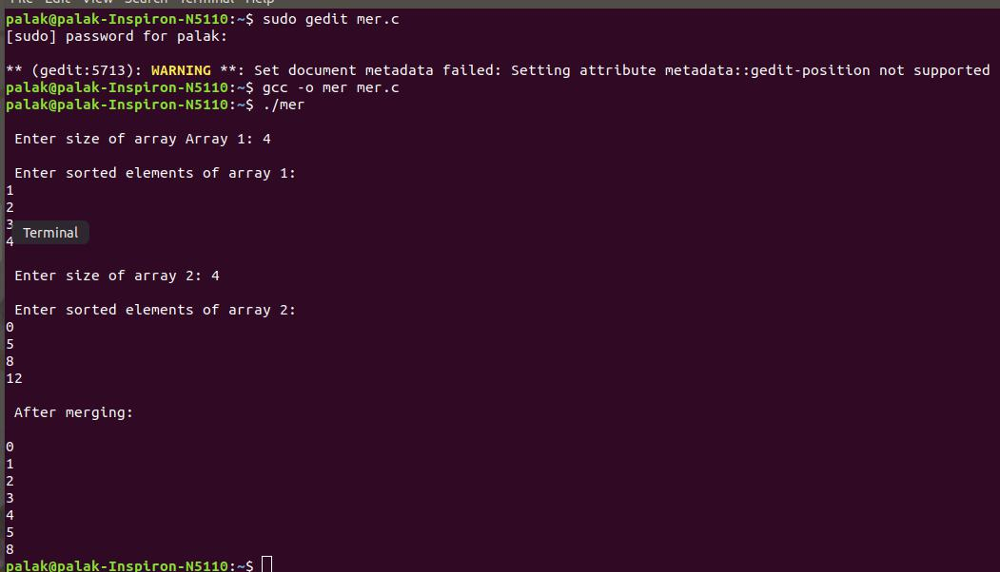 File Edit View Search Terminal Help
palak@palak-Inspiron-N5110:~$ sudo gedit mer.c
[sudo] password for palak:
** (gedit:5713): WARNING **: Set document metadata failed: Setting attribute metadata::gedit-position not supported
palak@palak-Inspiron-N5110:~$ gcc -o mer mer.c
palak@palak-Inspiron-N5110:~$ ./mer
Enter size of array Array 1: 4
Enter sorted elements of array 1:
1
2
3
Terminal
4
Enter size of array 2: 4
Enter sorted elements of array 2:
0
5
8
12
After merging:
0
1
2
3
4
5
8
palak@palak-Inspiron-N5110:~$